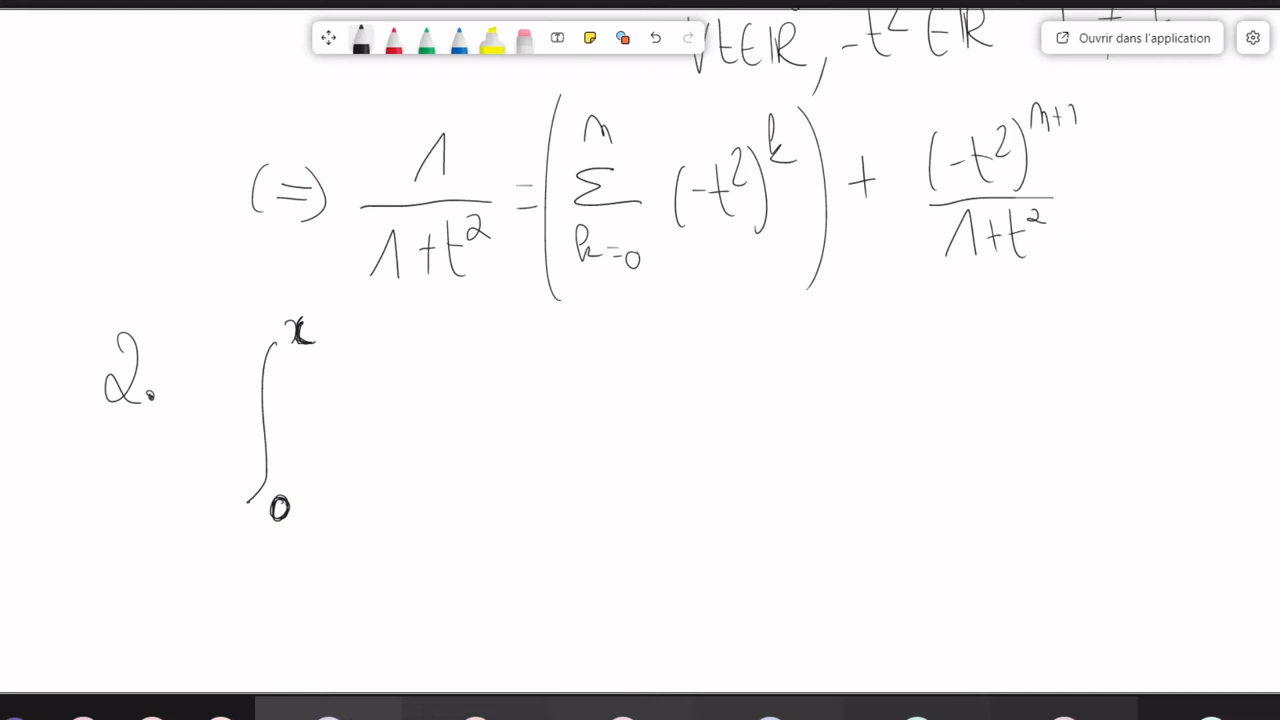 ∀t∈ℝ, -t² ∈ℝ
Ouvrir dans l'application
(=) 1/(1+t²) = (∑_{k=0}^{n} (-t²)^k) + (-t²)^{n+1}/(1+t²)
2. ∫_0^x